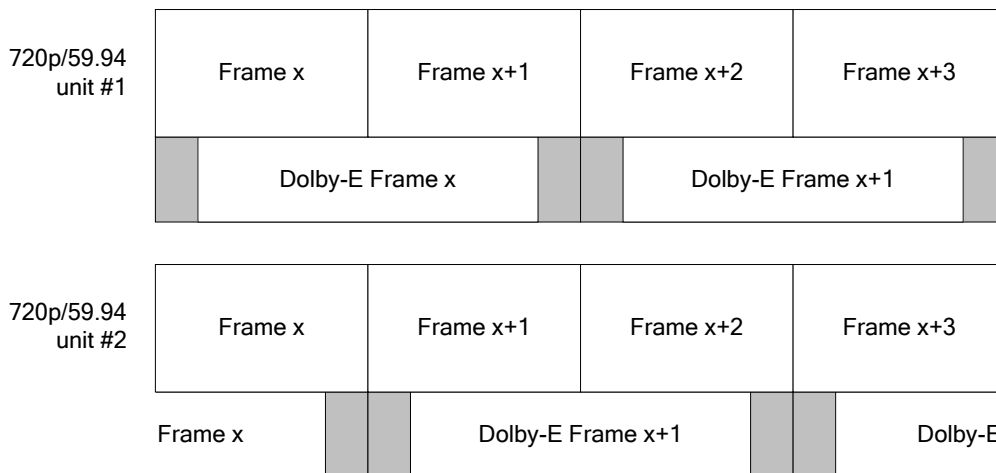 720p/59.94
unit #1
Frame x
Frame x+1
Frame x+2
Frame x+3
Dolby-E Frame x
Dolby-E Frame x+1
720p/59.94
unit #2
Frame x
Frame x+1
Frame x+2
Frame x+3
Frame x
Dolby-E Frame x+1
Dolby-E